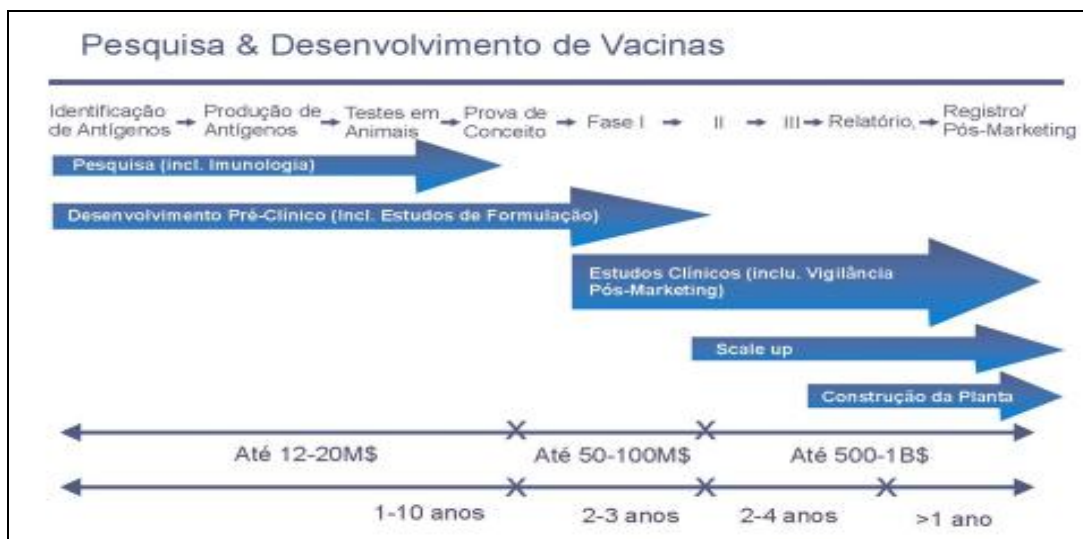 Pesquisa & Desenvolvimento de Vacinas
Identificação de Antígenos → Produção de Antígenos → Testes em Animais → Prova de Conceito → Fase I → II → III → Relatório, → Registro/ Pós-Marketing
Pesquisa (incl. Imunologia)
Desenvolvimento Pré-Clínico (Incl. Estudos de Formulação)
Estudos Clínicos (inclu. Vigilância
Pós-Marketing)
Scale up
Construção da Planta
Até 12-20M$ Até 50-100M$ Até 500-1B$
1-10 anos 2-3 anos 2-4 anos >1 ano